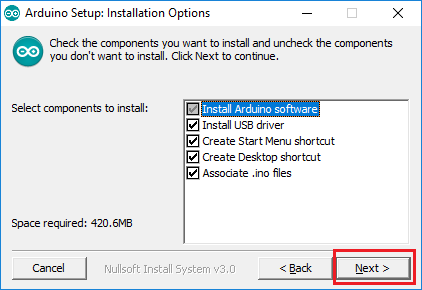 Arduino Setup: Installation Options
Check the components you want to install and uncheck the components
you don't want to install. Click Next to continue.
Select components to install:
Install Arduino software
Install USB driver
Create Start Menu shortcut
Create Desktop shortcut
Associate .ino files
Space required: 420.6MB
Cancel
Nullsoft Install System v3.0
< Back
Next >